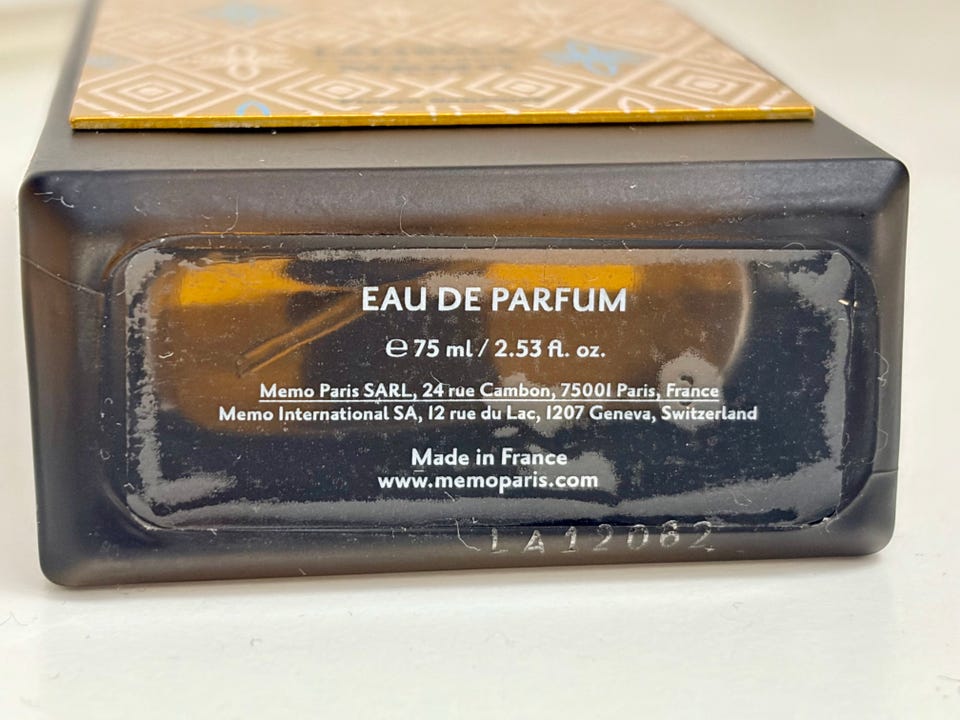 EAU DE PARFUM
℮ 75 ml / 2.53 fl. oz.
Memo Paris SARL, 24 rue Cambon, 75001 Paris, France
Memo International SA, 12 rue du Lac, 1207 Geneva, Switzerland
Made in France
www.memoparis.com
LA12082